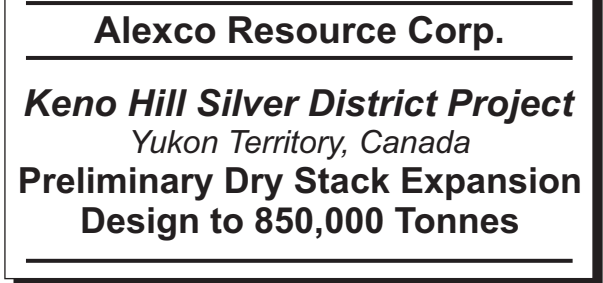 Alexco Resource Corp.
Keno Hill Silver District Project
Yukon Territory, Canada
Preliminary Dry Stack Expansion
Design to 850,000 Tonnes